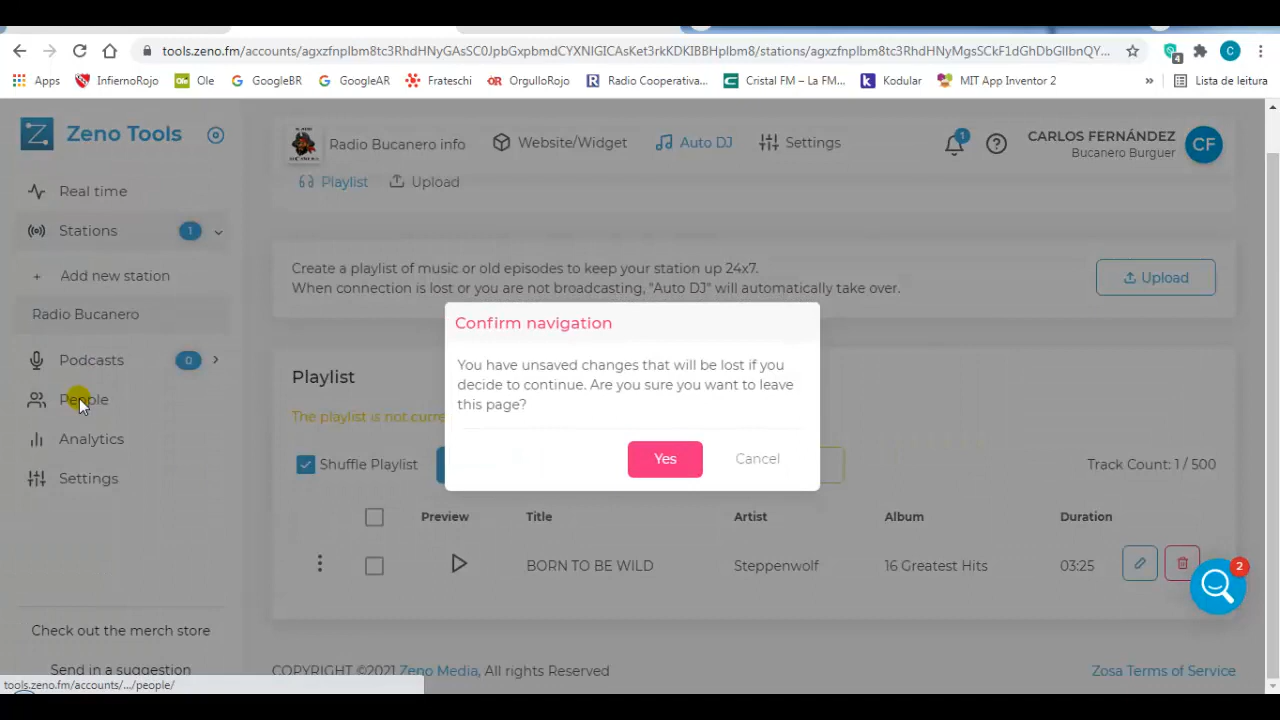 tools.zeno.fm/accounts/agxzfnplbm8tc3RhdHNyGAsSC0JpbGxpbmdCYXNlGICAsKet3rkKDKIBBHplbm8/stations/agxzfnplbm8tc3RhdHNyMgsSCkF1dGhDbGllbnQY...
Apps InfiernoRojo Ole GoogleBR GoogleAR Frateschi OrgulloRojo Radio Cooperativa... Cristal FM – La FM... Kodular MIT App Inventor 2 » Lista de leitura
Zeno Tools
Radio Bucanero info Website/Widget Auto DJ Settings 1 CARLOS FERNÁNDEZ CF
Bucanero Burguer
Playlist Upload
Real time
Stations 1
Add new station
Radio Bucanero
Podcasts 0
People
Analytics
Settings
Create a playlist of music or old episodes to keep your station up 24x7.
When connection is lost or you are not broadcasting, "Auto DJ" will automatically take over.
Upload
Confirm navigation
You have unsaved changes that will be lost if you
decide to continue. Are you sure you want to leave
this page?
Yes Cancel
Playlist
The playlist is not curre
Shuffle Playlist
Track Count: 1 / 500
Preview Title Artist Album Duration
BORN TO BE WILD Steppenwolf 16 Greatest Hits 03:25
2
Check out the merch store
Send in a suggestion
COPYRIGHT ©2021 Zeno Media, All rights Reserved Zosa Terms of Service
tools.zeno.fm/accounts/.../people/